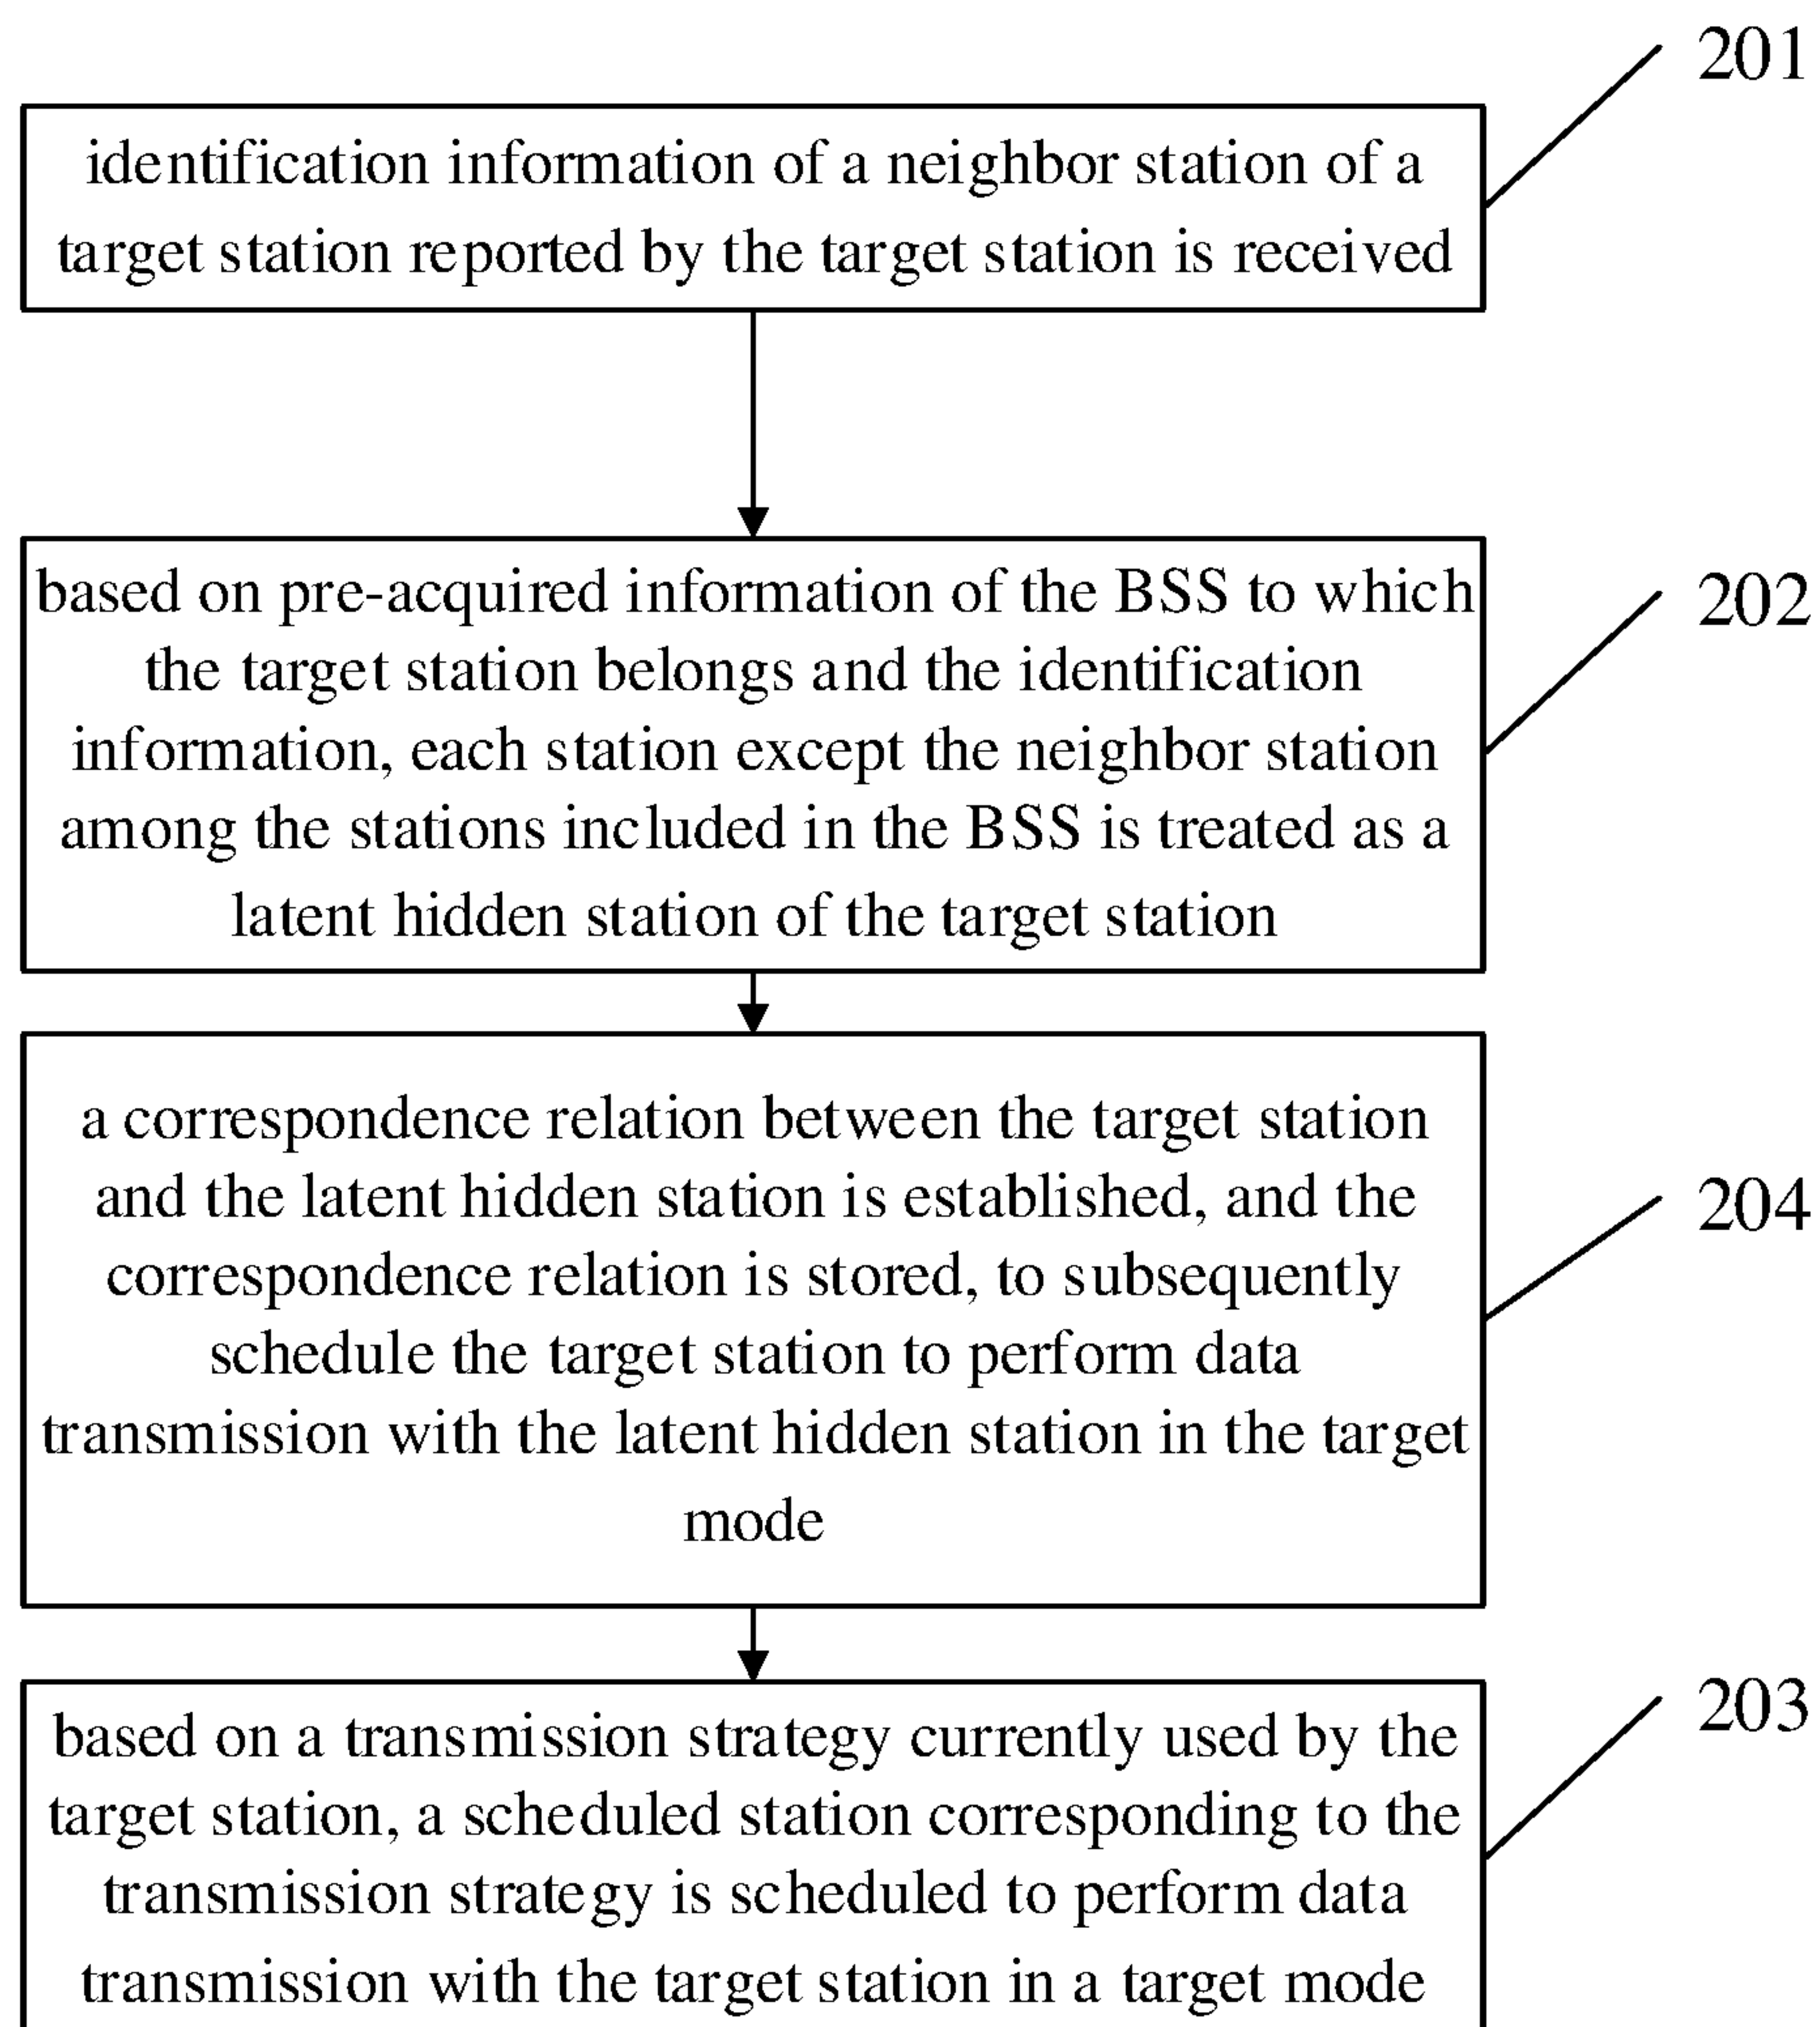 201
identification information of a neighbor station of a
target station reported by the target station is received
based on pre-acquired information of the BSS to which
the target station belongs and the identification
information, each station except the neighbor station
among the stations included in the BSS is treated as a
latent hidden station of the target station
202
a correspondence relation between the target station
and the latent hidden station is established, and the
correspondence relation is stored, to subsequently
schedule the target station to perform data
transmission with the latent hidden station in the target
mode
204
based on a transmission strategy currently used by the
target station, a scheduled station corresponding to the
transmission strategy is scheduled to perform data
transmission with the target station in a target mode
203